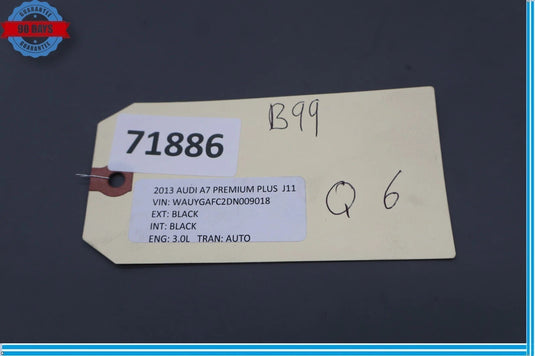 GUARANTEE
90 DAYS
GUARANTEE
B99
71886
2013 AUDI A7 PREMIUM PLUS J11
VIN: WAUYGAFC2DN009018
EXT: BLACK
INT: BLACK
ENG: 3.0L TRAN: AUTO
Q 6